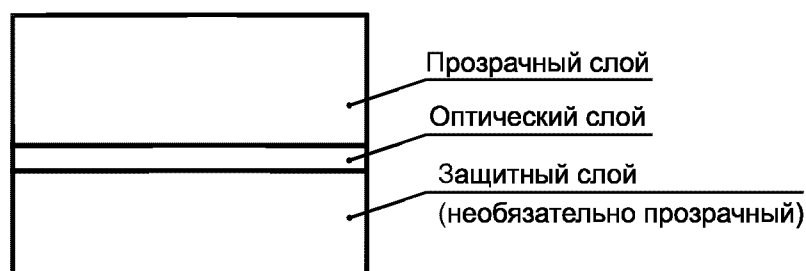 Прозрачный слой
Оптический слой
Защитный слой
(необязательно прозрачный)